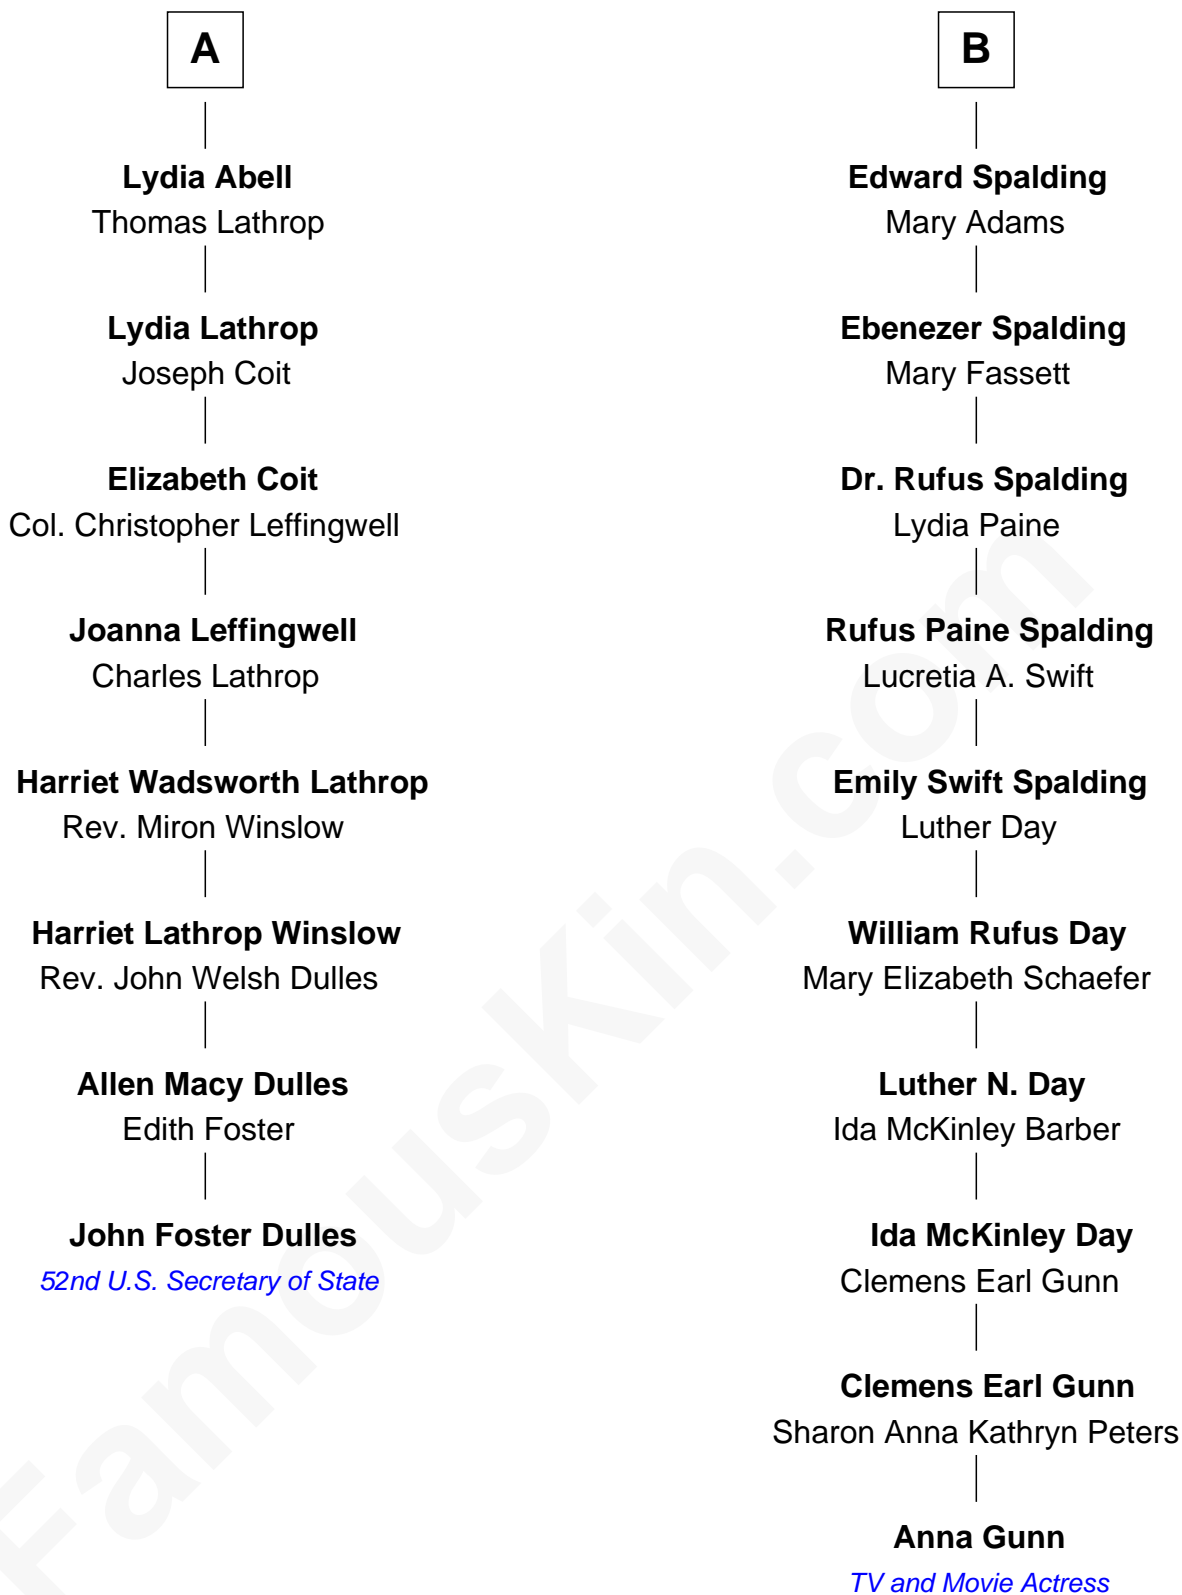 A
Lydia Abell
Thomas Lathrop
Lydia Lathrop
Joseph Coit
Elizabeth Coit
Col. Christopher Leffingwell
Joanna Leffingwell
Charles Lathrop
Harriet Wadsworth Lathrop
Rev. Miron Winslow
Harriet Lathrop Winslow
Rev. John Welsh Dulles
Allen Macy Dulles
Edith Foster
John Foster Dulles
52nd U.S. Secretary of State
B
Edward Spalding
Mary Adams
Ebenezer Spalding
Mary Fassett
Dr. Rufus Spalding
Lydia Paine
Rufus Paine Spalding
Lucretia A. Swift
Emily Swift Spalding
Luther Day
William Rufus Day
Mary Elizabeth Schaefer
Luther N. Day
Ida McKinley Barber
Ida McKinley Day
Clemens Earl Gunn
Clemens Earl Gunn
Sharon Anna Kathryn Peters
Anna Gunn
TV and Movie Actress
FamousKin.com